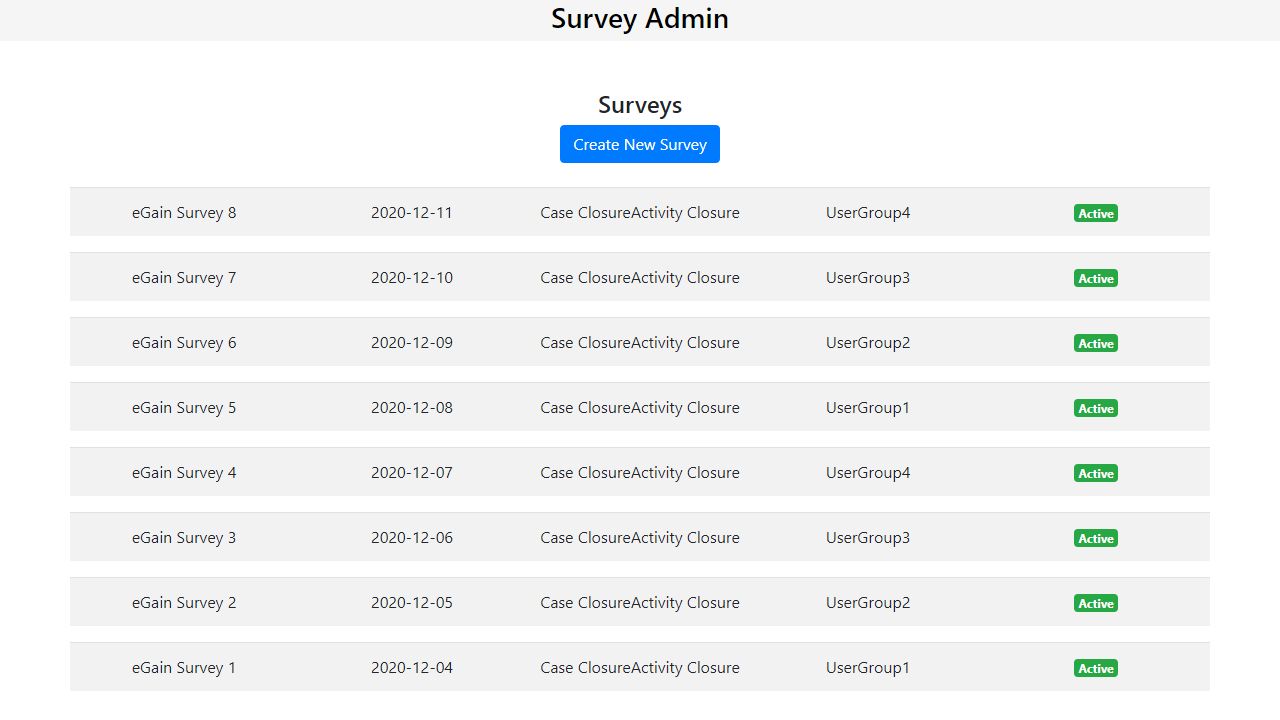 Survey Admin
Surveys
Create New Survey
eGain Survey 8 2020-12-11 Case ClosureActivity Closure UserGroup4 Active
eGain Survey 7 2020-12-10 Case ClosureActivity Closure UserGroup3 Active
eGain Survey 6 2020-12-09 Case ClosureActivity Closure UserGroup2 Active
eGain Survey 5 2020-12-08 Case ClosureActivity Closure UserGroup1 Active
eGain Survey 4 2020-12-07 Case ClosureActivity Closure UserGroup4 Active
eGain Survey 3 2020-12-06 Case ClosureActivity Closure UserGroup3 Active
eGain Survey 2 2020-12-05 Case ClosureActivity Closure UserGroup2 Active
eGain Survey 1 2020-12-04 Case ClosureActivity Closure UserGroup1 Active